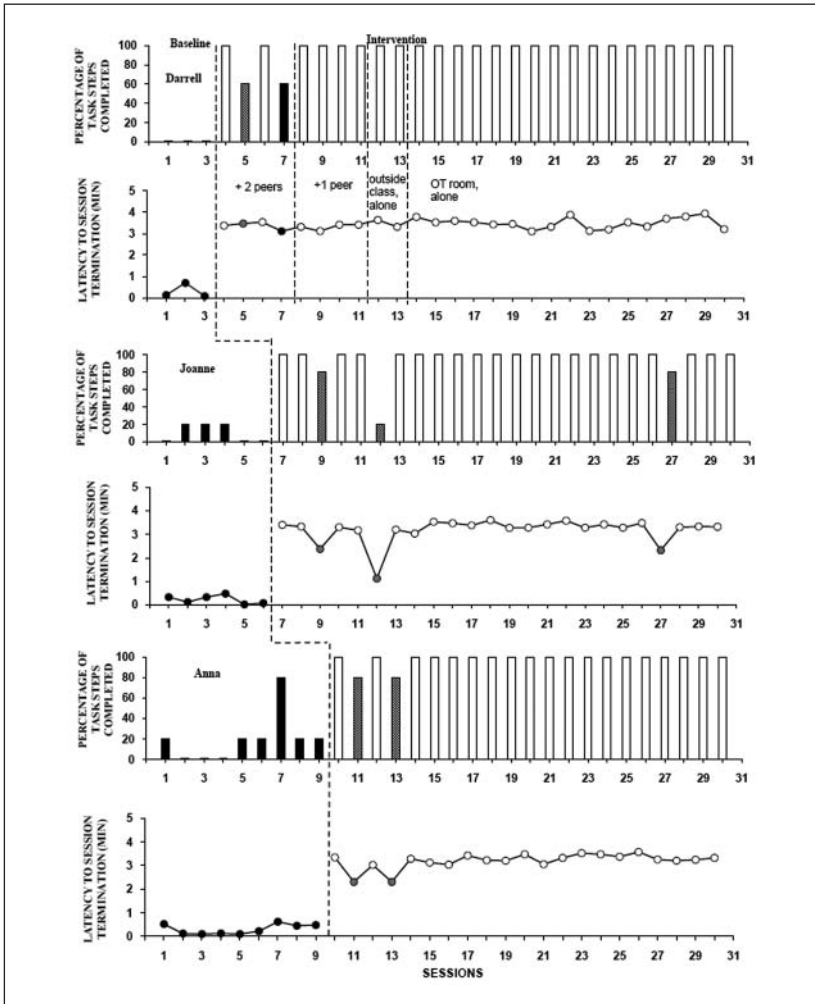 Baseline Intervention
PERCENTAGE OF
TASK STEPS
COMPLETED
Darrell
100
80
60
40
20
0
1 3 5 7 9 11 13 15 17 19 21 23 25 27 29 31
LATENCY TO SESSION
TERMINATION (MIN)
+ 2 peers +1 peer outside class, alone OT room, alone
5
4
3
2
1
0
1 3 5 7 9 11 13 15 17 19 21 23 25 27 29 31
PERCENTAGE OF
TASK STEPS
COMPLETED
Joanne
100
80
60
40
20
0
1 3 5 7 9 11 13 15 17 19 21 23 25 27 29 31
LATENCY TO SESSION
TERMINATION (MIN)
5
4
3
2
1
0
1 3 5 7 9 11 13 15 17 19 21 23 25 27 29 31
PERCENTAGE OF
TASK STEPS
COMPLETED
Anna
100
80
60
40
20
0
1 3 5 7 9 11 13 15 17 19 21 23 25 27 29 31
LATENCY TO SESSION
TERMINATION (MIN)
5
4
3
2
1
0
1 3 5 7 9 11 13 15 17 19 21 23 25 27 29 31
SESSIONS